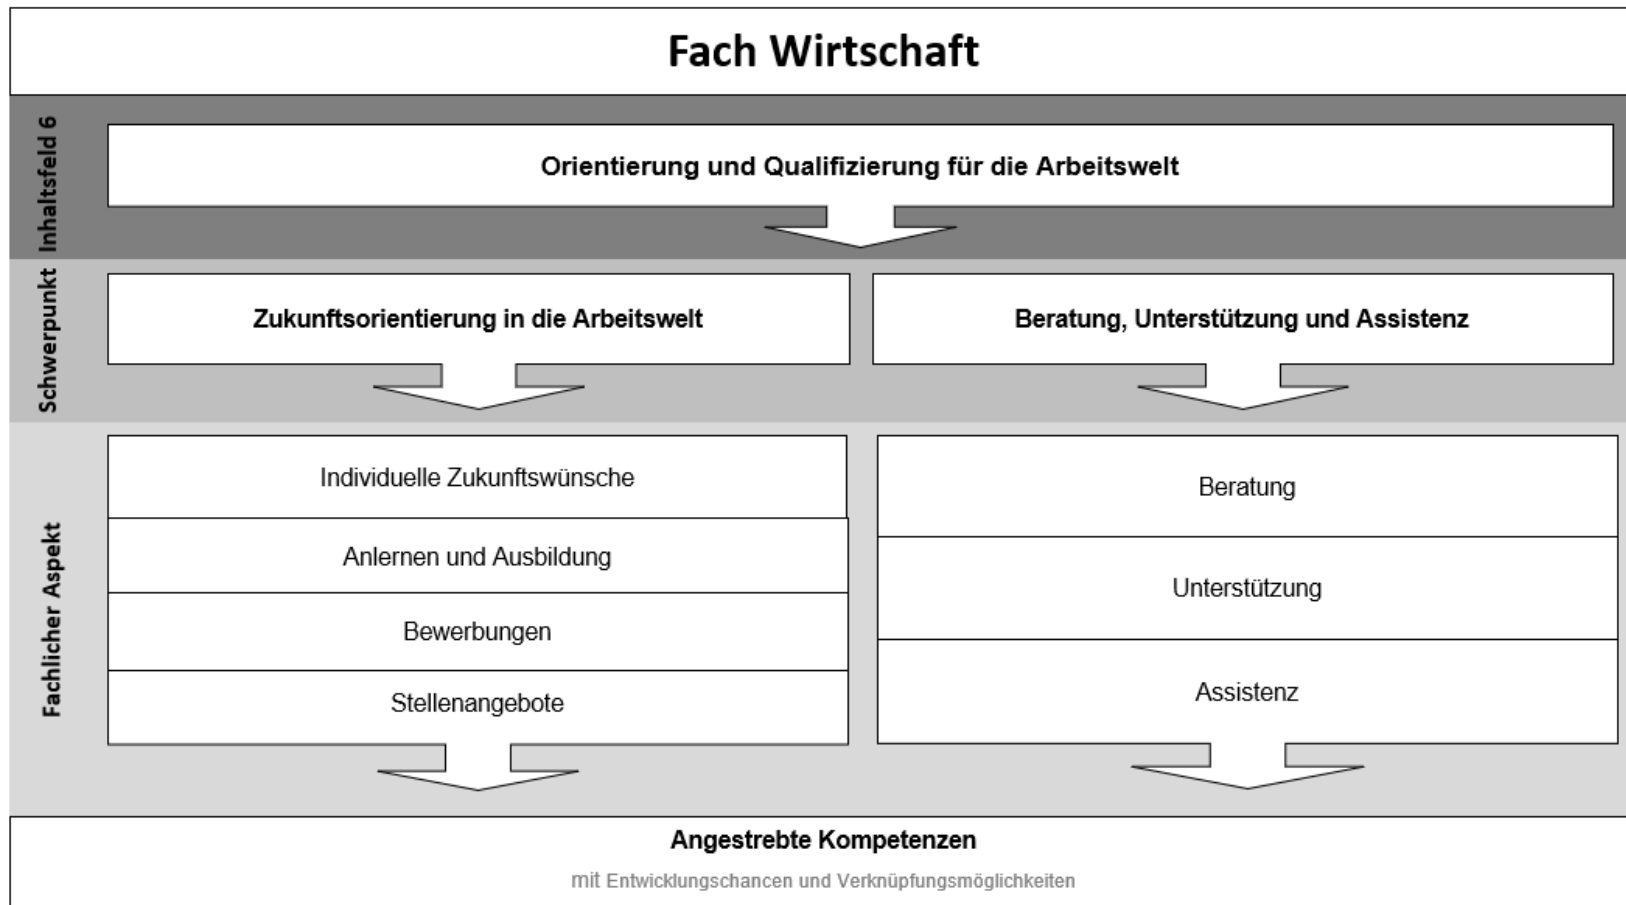 Fach Wirtschaft
Inhaltsfeld 6
Orientierung und Qualifizierung für die Arbeitswelt
Schwerpunkt
Zukunftsorientierung in die Arbeitswelt
Beratung, Unterstützung und Assistenz
Fachlicher Aspekt
Individuelle Zukunftswünsche
Anlernen und Ausbildung
Bewerbungen
Stellenangebote
Beratung
Unterstützung
Assistenz
Angestrebte Kompetenzen
mit Entwicklungschancen und Verknüpfungsmöglichkeiten